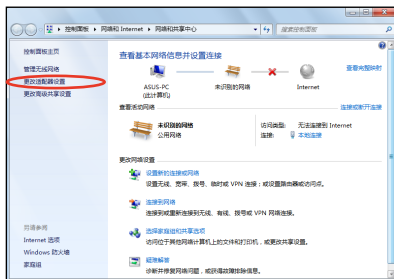 控制面板 ▸ 网络和 Internet ▸ 网络和共享中心
搜索控制面板
控制面板主页
管理无线网络
更改适配器设置
更改高级共享设置
查看基本网络信息并设置连接
查看完整映射
ASUS-PC
(此计算机)
未识别的网络
Internet
查看活动网络
连接或断开连接
未识别的网络
公用网络
访问类型: 无法连接到 Internet
连接: 本地连接
更改网络设置
设置新的连接或网络
设置无线、宽带、拨号、临时或 VPN 连接；或设置路由器或访问点。
连接到网络
连接到或重新连接到无线、有线、拨号或 VPN 网络连接。
选择家庭组和共享选项
访问位于其他网络计算机上的文件和打印机，或更改共享设置。
疑难解答
诊断并修复网络问题，或获得故障排除信息。
另请参阅
Internet 选项
Windows 防火墙
家庭组